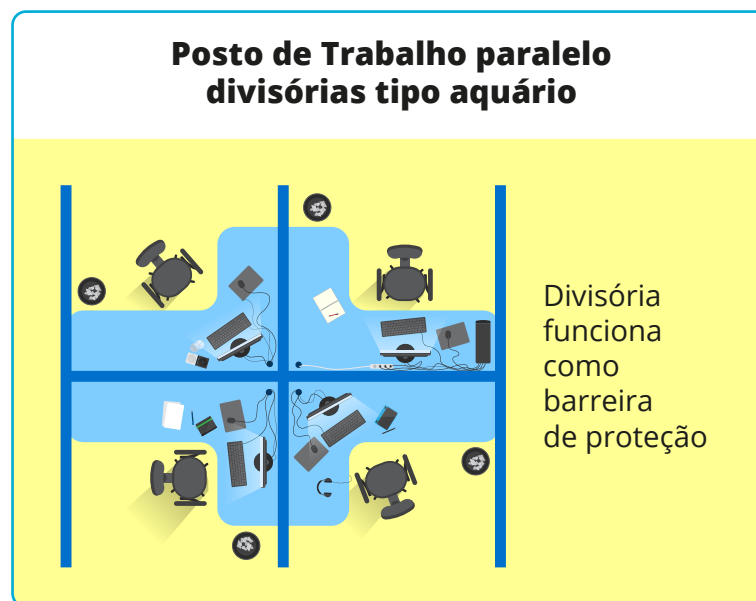 Posto de Trabalho paralelo
divisórias tipo aquário
Divisória
funciona
como
barreira
de proteção